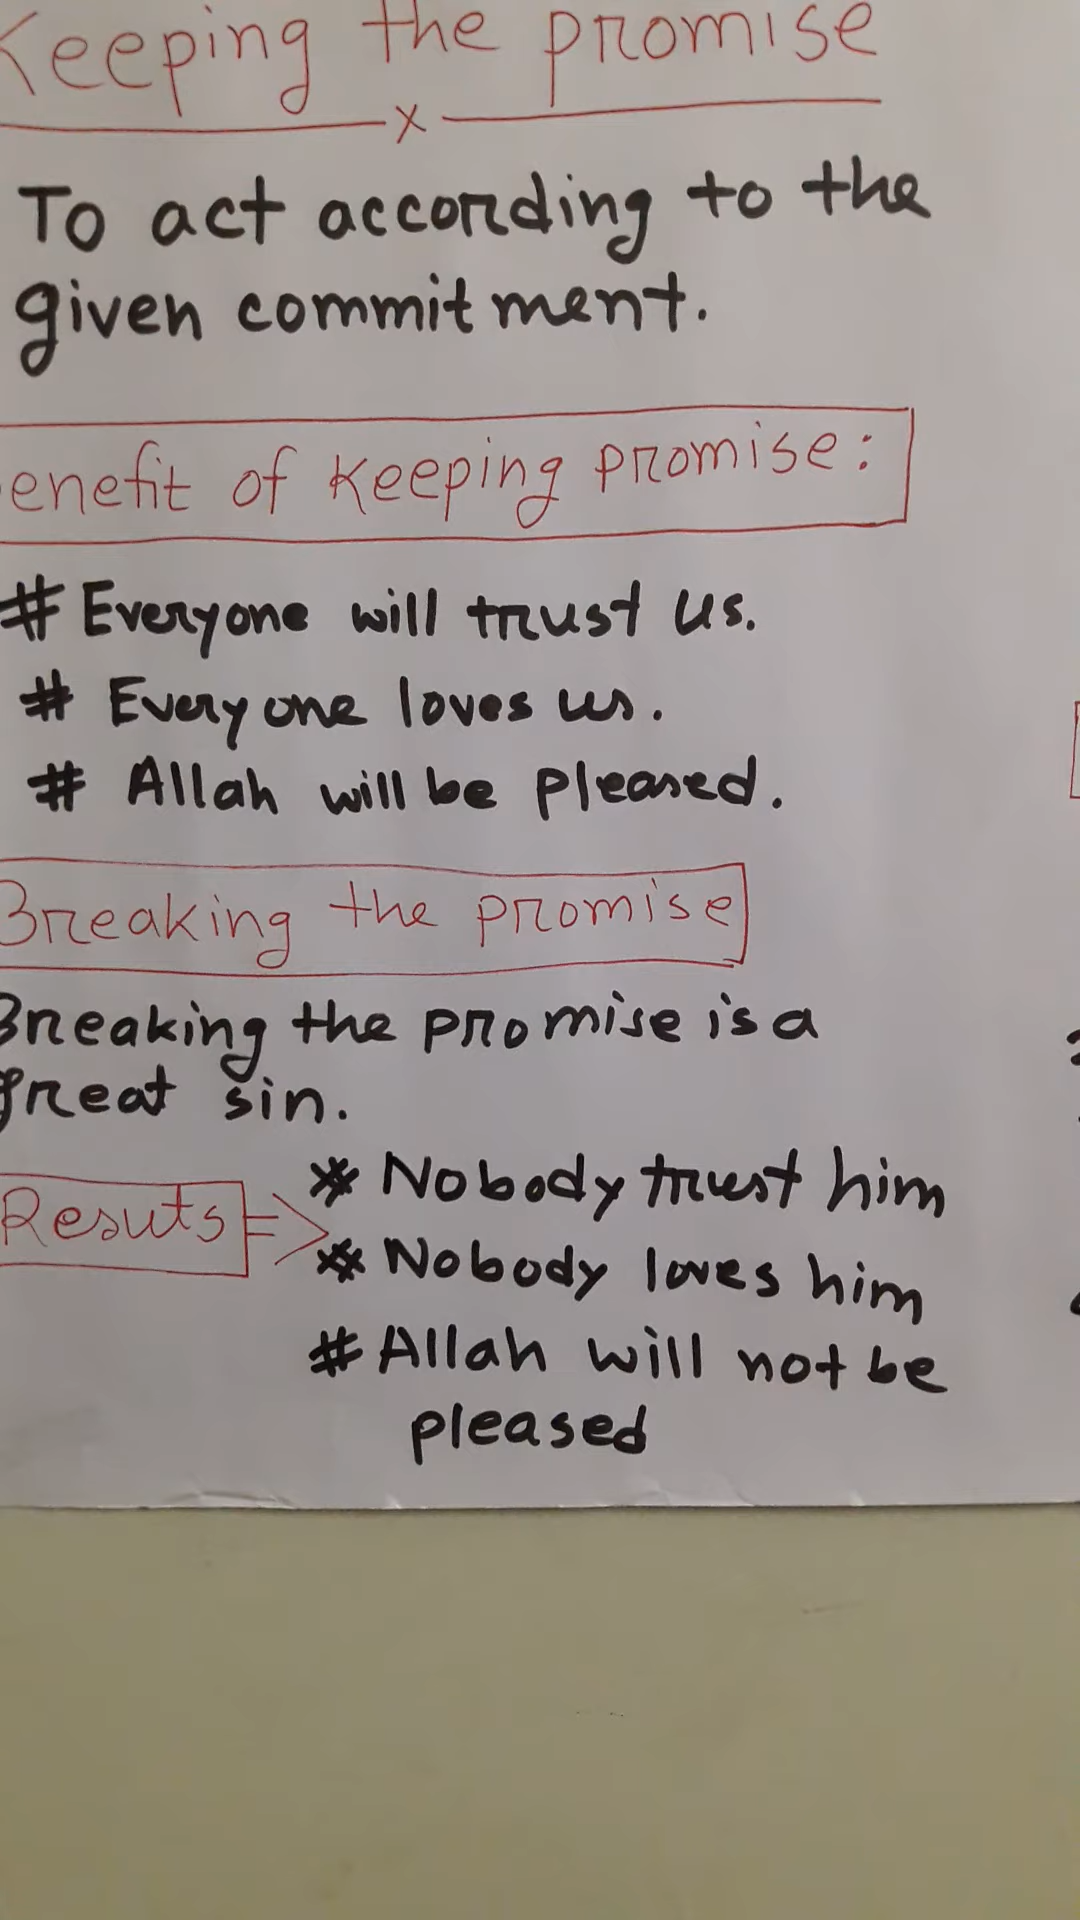 Keeping the promise
x
To act according to the
given commitment.
enefit of keeping promise:
# Everyone will trust us.
# Everyone loves us.
# Allah will be pleased.
Breaking the promise
Breaking the promise is a
great sin.
Resuts => * Nobody trust him
* Nobody loves him
# Allah will not be
pleased